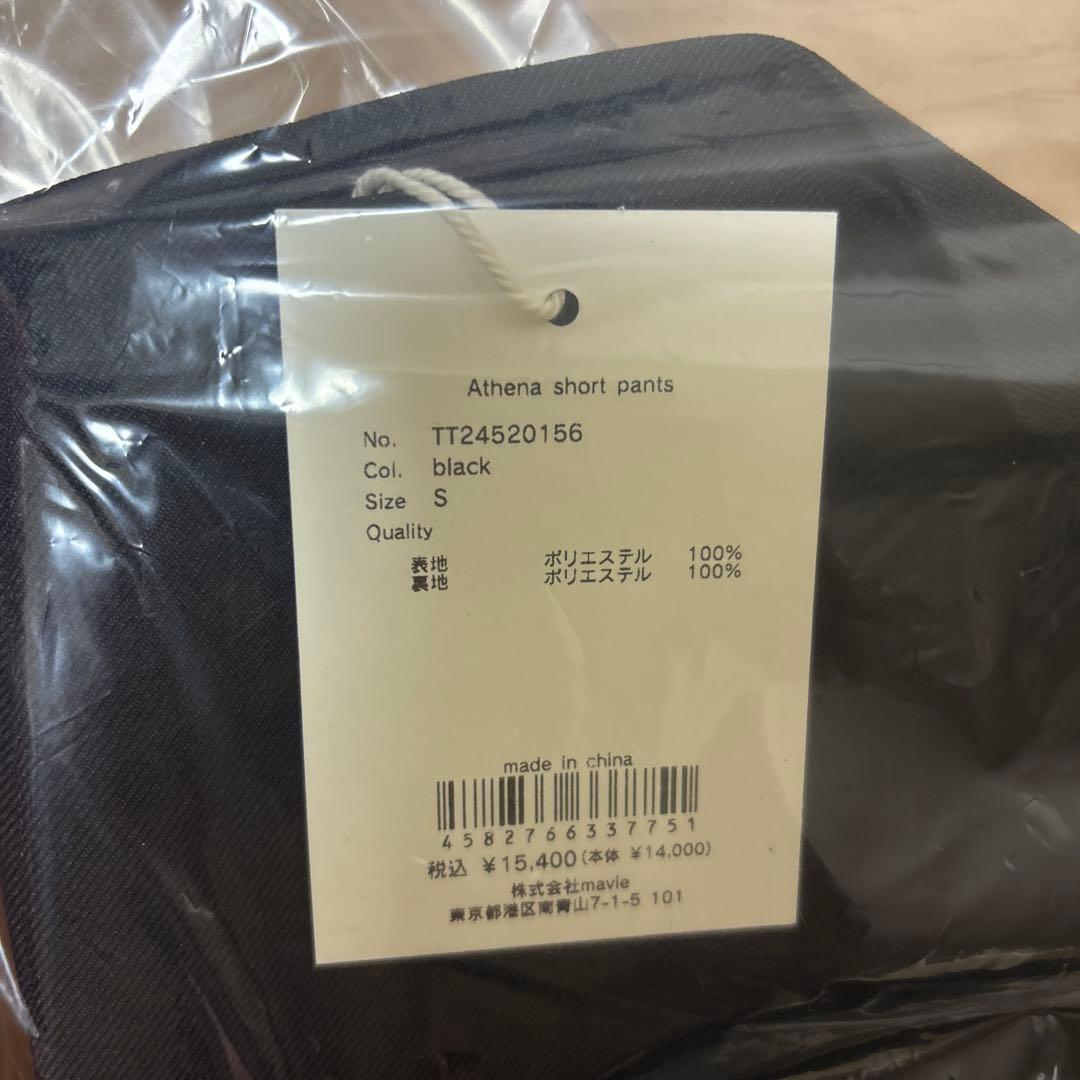 Athena short pants
No. TT24520156
Col. black
Size S
Quality
表地 ポリエステル 100%
裏地 ポリエステル 100%
made in china
4582766337751
税込 ¥15,400(本体 ¥14,000)
株式会社mavie
東京都港区南青山7-1-5 101